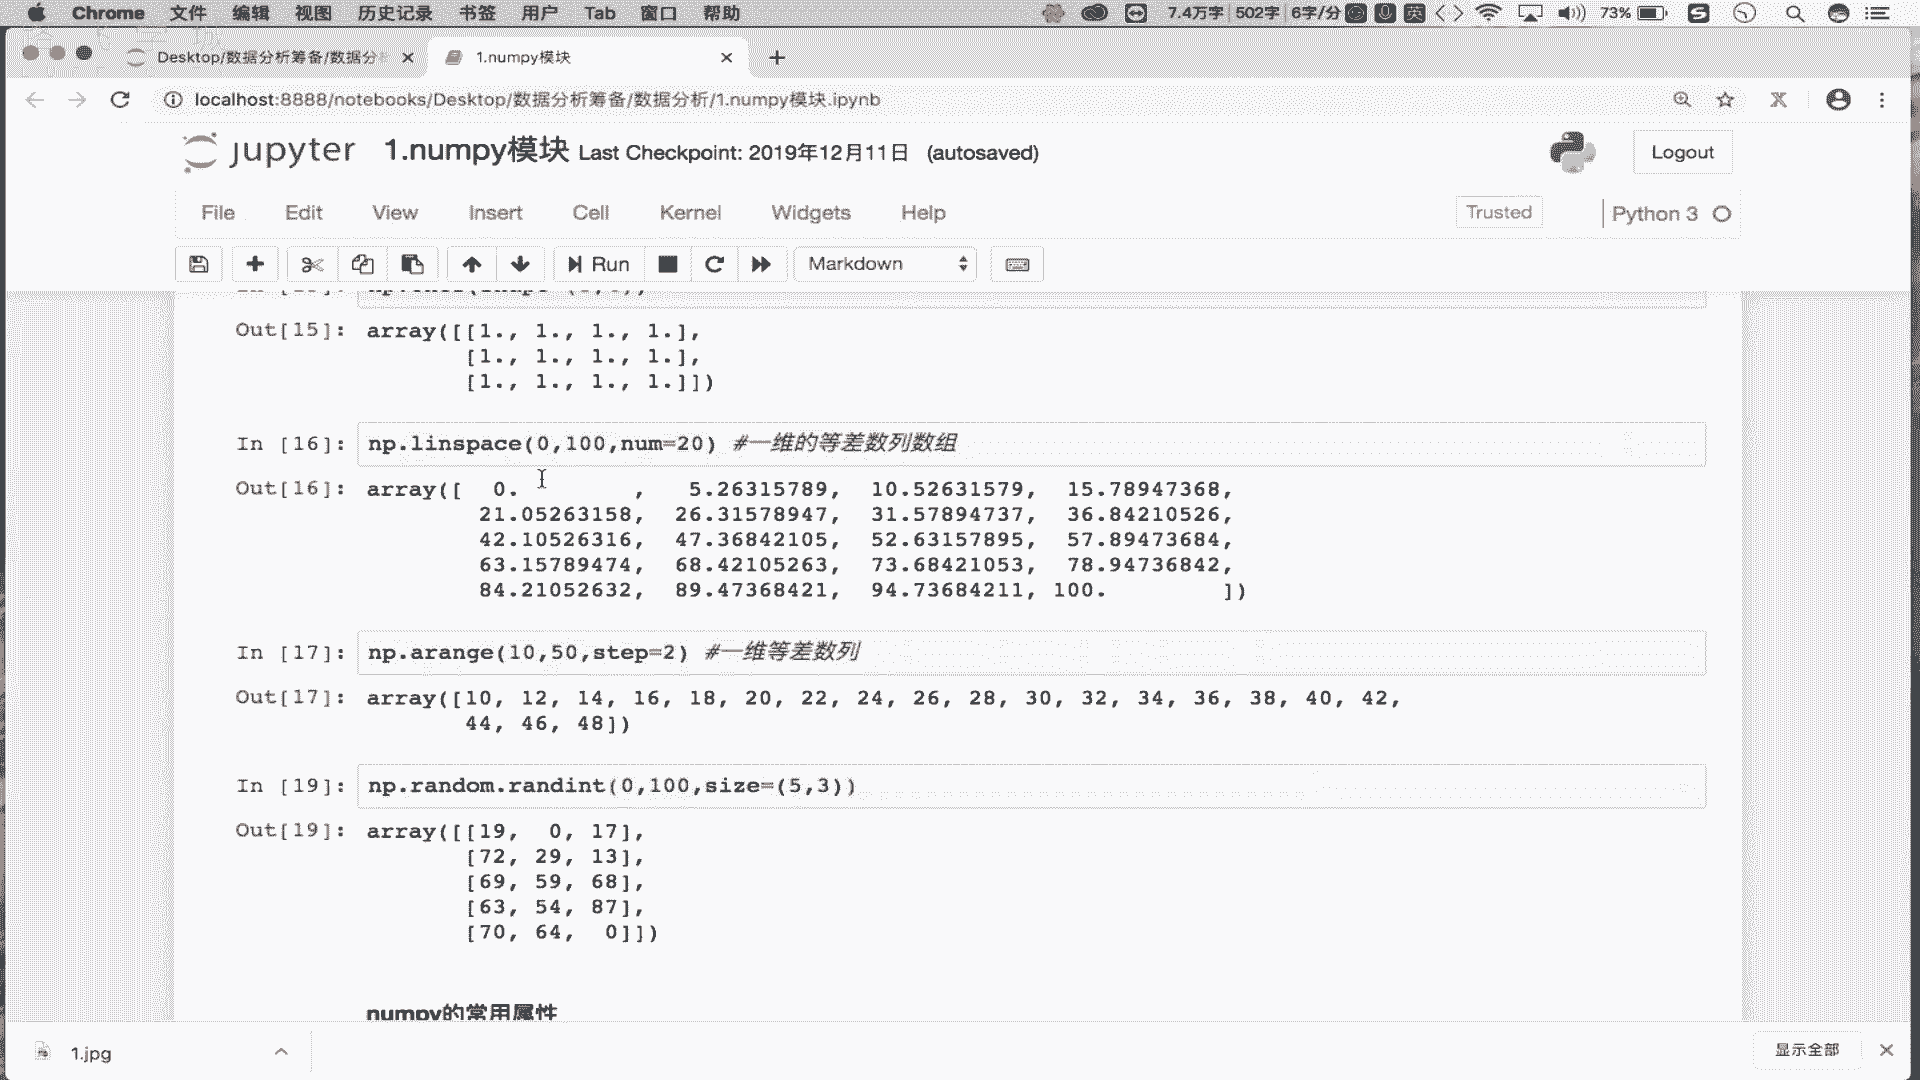 Chrome 文件 编辑 视图 历史记录 书签 用户 Tab 窗口 帮助 7.4万字 502字 6字/分 英 73%
Desktop/数据分析筹备/数据分 1.numpy模块
localhost:8888/notebooks/Desktop/数据分析筹备/数据分析/1.numpy模块.ipynb
jupyter 1.numpy模块 Last Checkpoint: 2019年12月11日 (autosaved) Logout
File Edit View Insert Cell Kernel Widgets Help Trusted Python 3
Run Markdown
Out[15]: array([[1., 1., 1., 1.],
[1., 1., 1., 1.],
[1., 1., 1., 1.]])
In [16]: np.linspace(0,100,num=20) #一维的等差数列数组
Out[16]: array([ 0. , 5.26315789, 10.52631579, 15.78947368,
21.05263158, 26.31578947, 31.57894737, 36.84210526,
42.10526316, 47.36842105, 52.63157895, 57.89473684,
63.15789474, 68.42105263, 73.68421053, 78.94736842,
84.21052632, 89.47368421, 94.73684211, 100. ])
In [17]: np.arange(10,50,step=2) #一维等差数列
Out[17]: array([10, 12, 14, 16, 18, 20, 22, 24, 26, 28, 30, 32, 34, 36, 38, 40, 42,
44, 46, 48])
In [19]: np.random.randint(0,100,size=(5,3))
Out[19]: array([[19, 0, 17],
[72, 29, 13],
[69, 59, 68],
[63, 54, 87],
[70, 64, 0]])
numpy的常用属性
1.jpg 显示全部